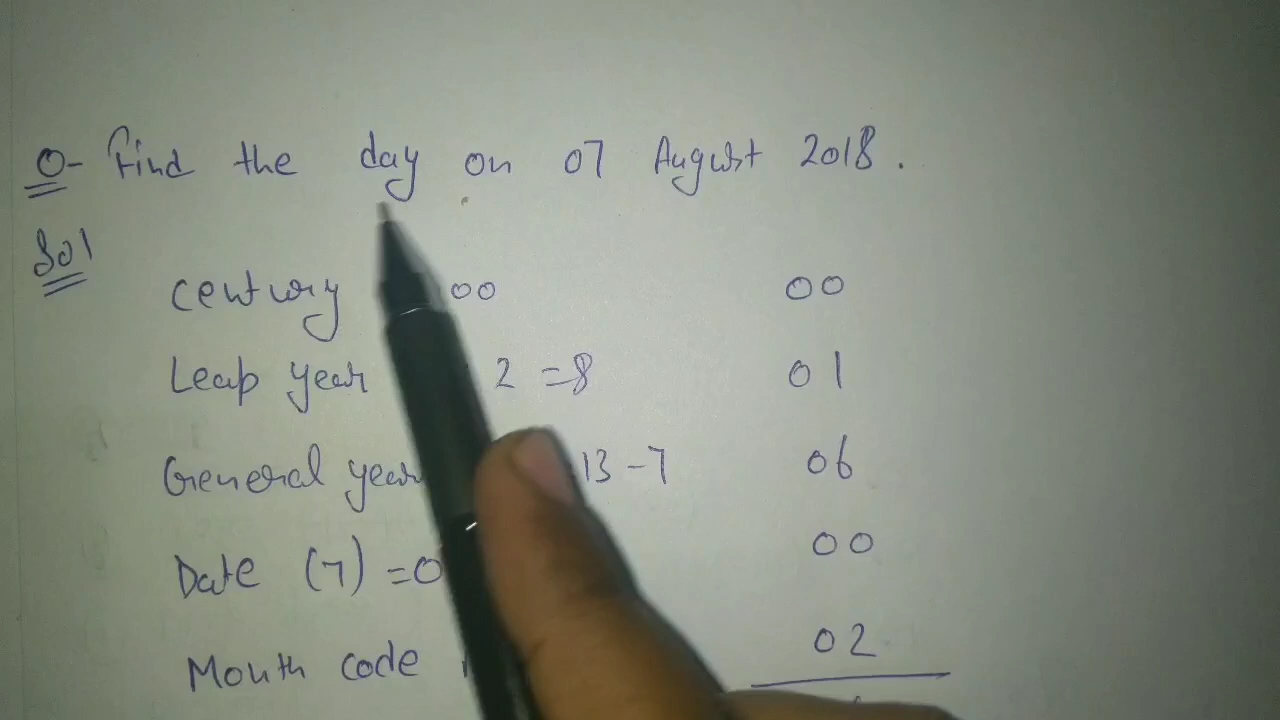 Q- Find the day on 07 August 2018.
Sol
Century 00 00
Leap year 2 =8 01
General year 13 -7 06
Date (7) =0 00
Month code 02